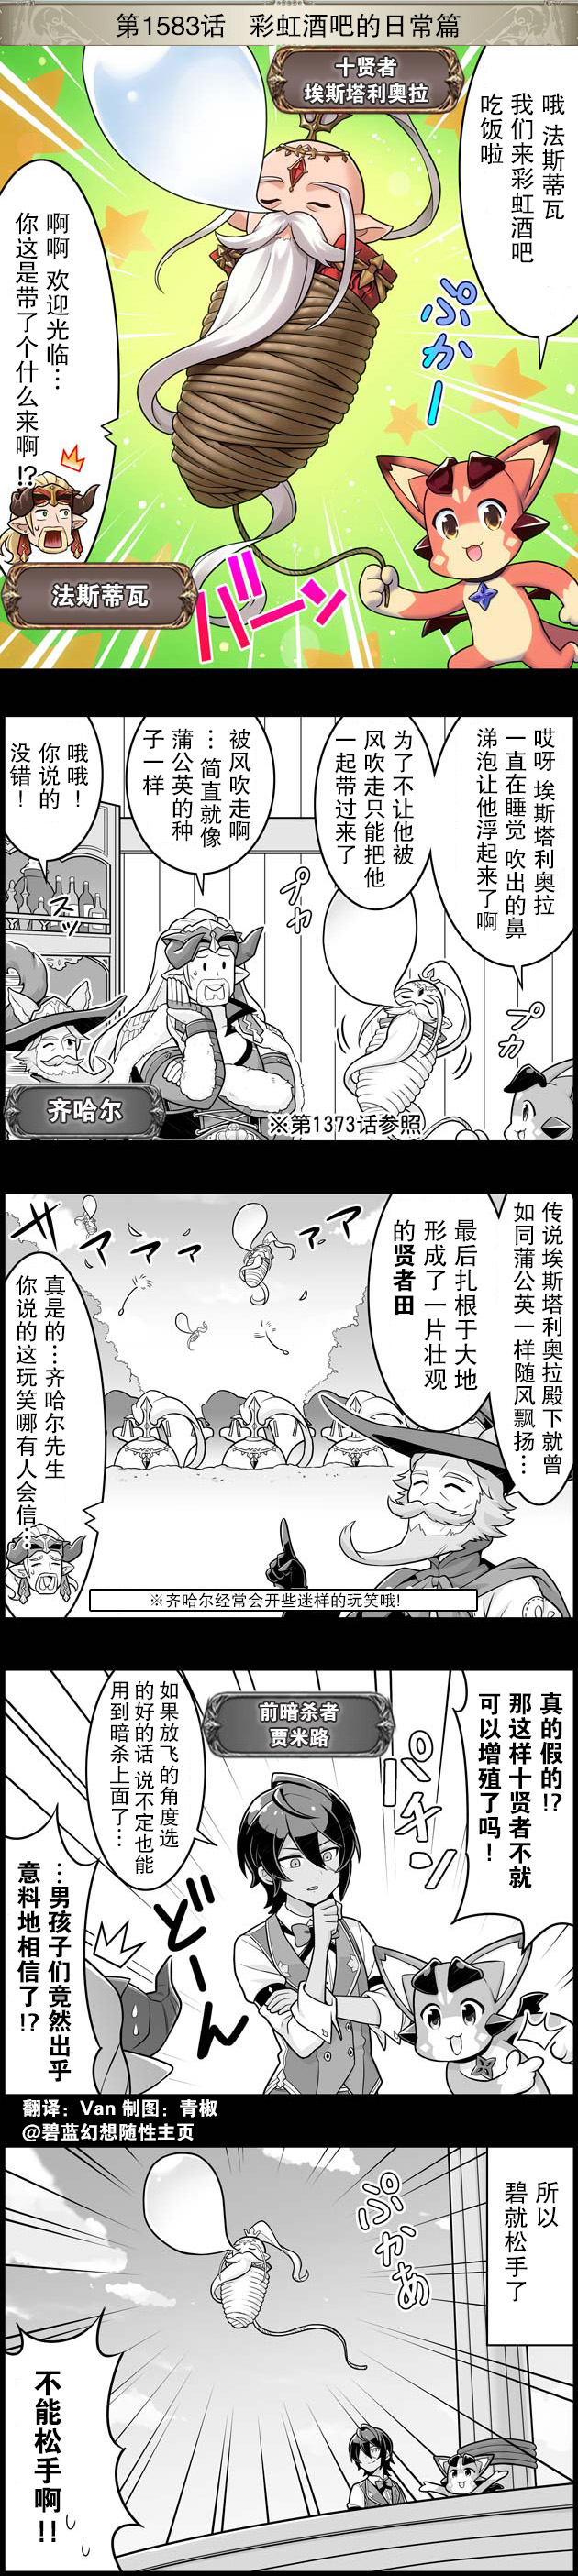 第1583话　彩虹酒吧的日常篇
哦 法斯蒂瓦
我们来彩虹酒吧
吃饭啦
十贤者
埃斯塔利奥拉
ぷかー
啊啊 欢迎光临…
你这是带了个什么来啊!?
法斯蒂瓦
バーン
哎呀 埃斯塔利奥拉
一直在睡觉 吹出的鼻
涕泡让他浮起来了啊
为了不让他被
风吹走只能把他
一起带过来了
被风吹走啊
…简直就像
蒲公英的种
子一样
哦哦！
你说的
没错！
プカ
プカ
スッ
齐哈尔
※第1373话参照
传说埃斯塔利奥拉殿下就曾
如同蒲公英一样随风飘扬…
最后扎根于大地
形成了一片壮观
的贤者田
ファァァ
ァァ
真是的…齐哈尔先生
你说的这玩笑哪有人会信…
※齐哈尔经常会开些迷样的玩笑哦!
真的假的!?
那这样十贤者不就
可以增殖了吗！
前暗杀者
贾米路
如果放飞的角度选
的好的话 说不定也能
用到暗杀上面了…
パチン
どーん
…男孩子们竟然出乎
意料地相信了!?
翻译：Van 制图：青椒
@碧蓝幻想随性主页
所以
碧就松手了
ぷかあ
不能松手啊!!